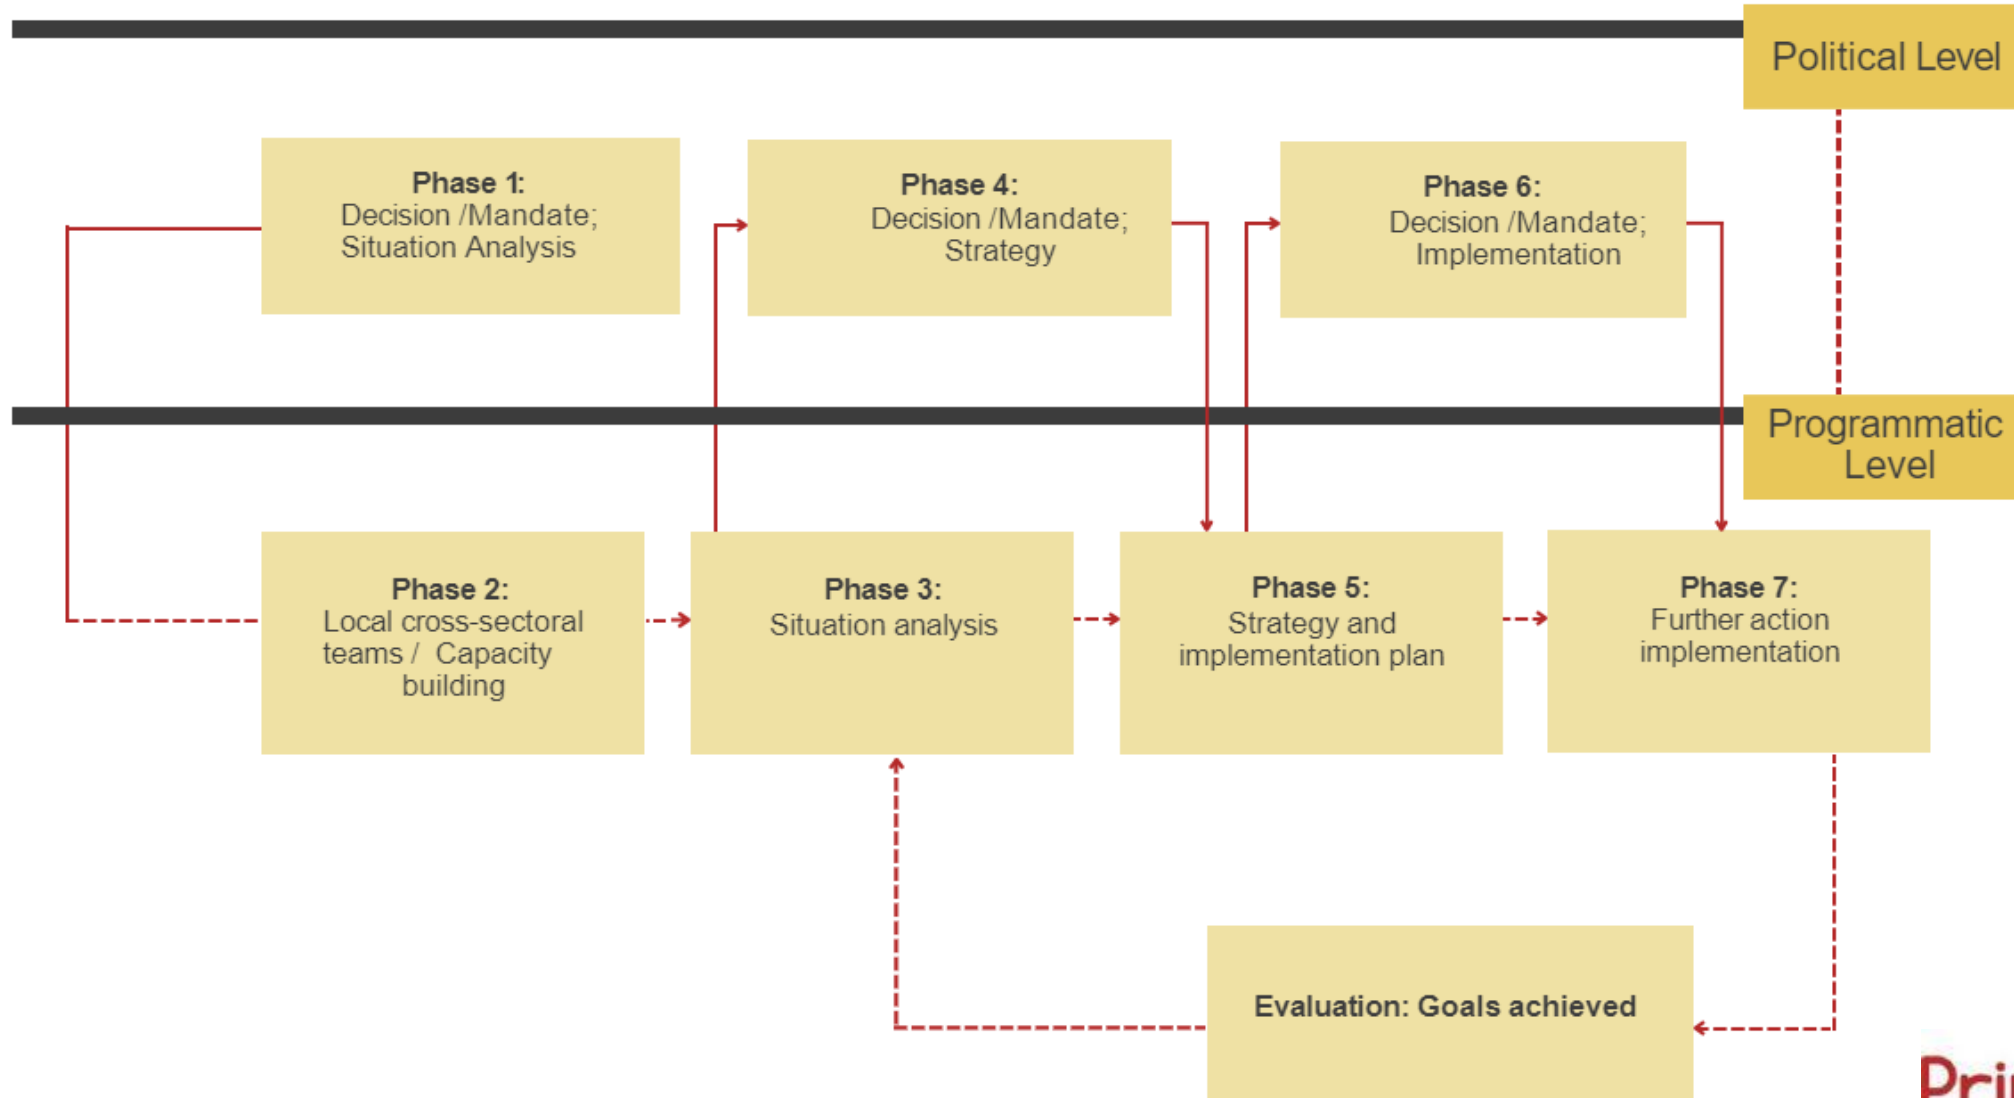 Political Level
Phase 1:
Decision /Mandate;
Situation Analysis
Phase 4:
Decision /Mandate;
Strategy
Phase 6:
Decision /Mandate;
Implementation
Programmatic
Level
Phase 2:
Local cross-sectoral
teams / Capacity
building
Phase 3:
Situation analysis
Phase 5:
Strategy and
implementation plan
Phase 7:
Further action
implementation
Evaluation: Goals achieved